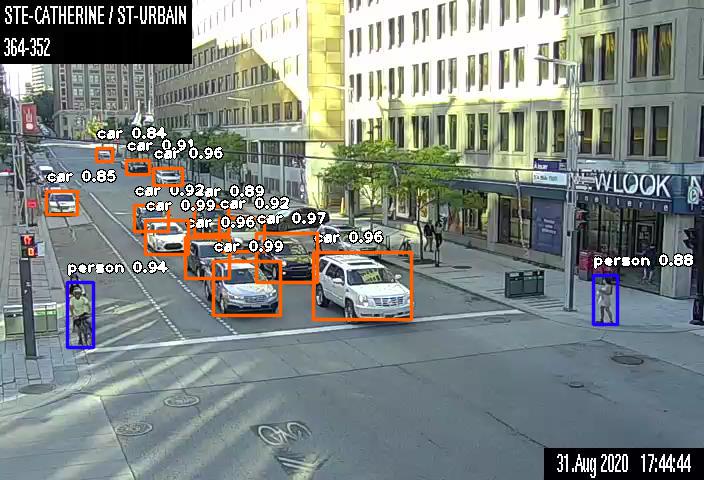 STE-CATHERINE / ST-URBAIN
364-352
car 0.84
car 0.91
car 0.96
car 0.85
car 0.92
car 0.89
car 0.99
car 0.92
car 0.96
car 0.97
car 0.99
car 0.96
person 0.94
person 0.88
NEWLOOK
31.Aug 2020 17:44:44